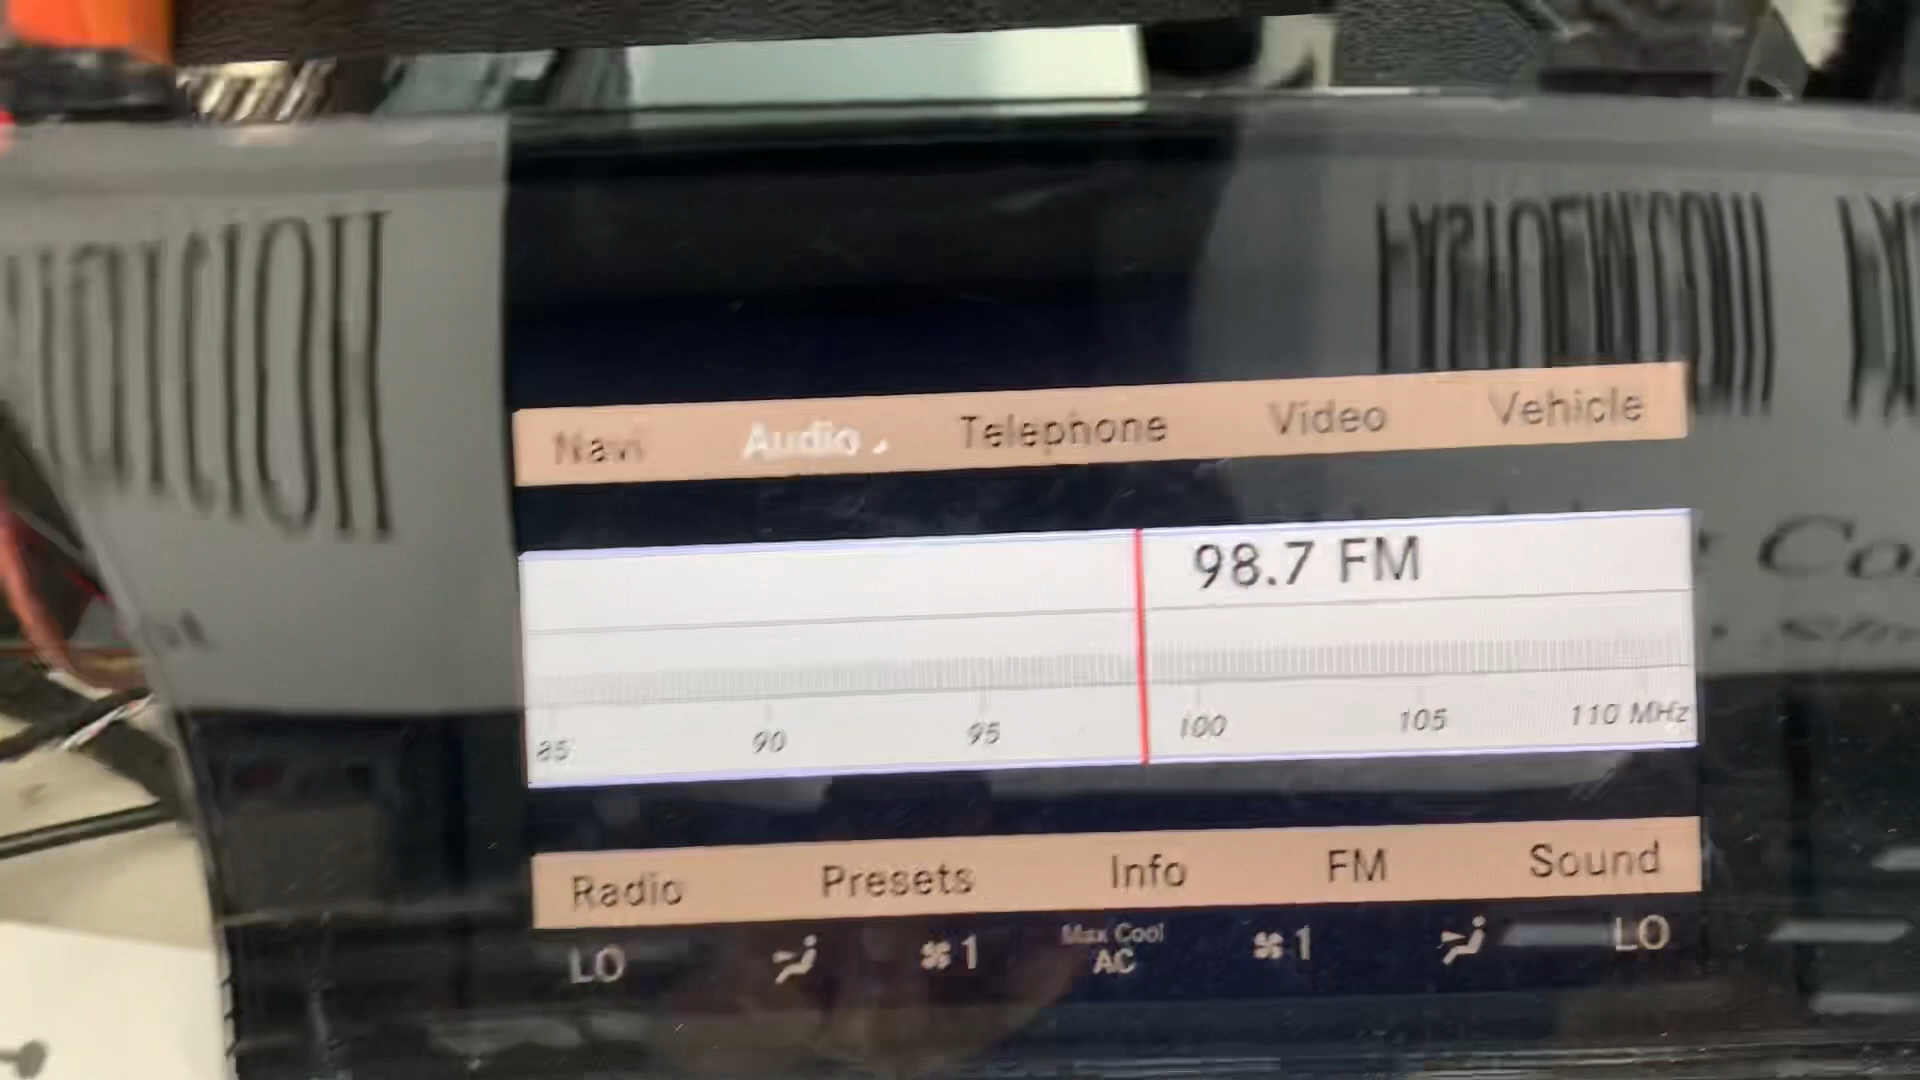 Navi Audio Telephone Video Vehicle
98.7 FM
85 90 95 100 105 110 MHz
Radio Presets Info FM Sound
LO 1 Max Cool AC 1 LO